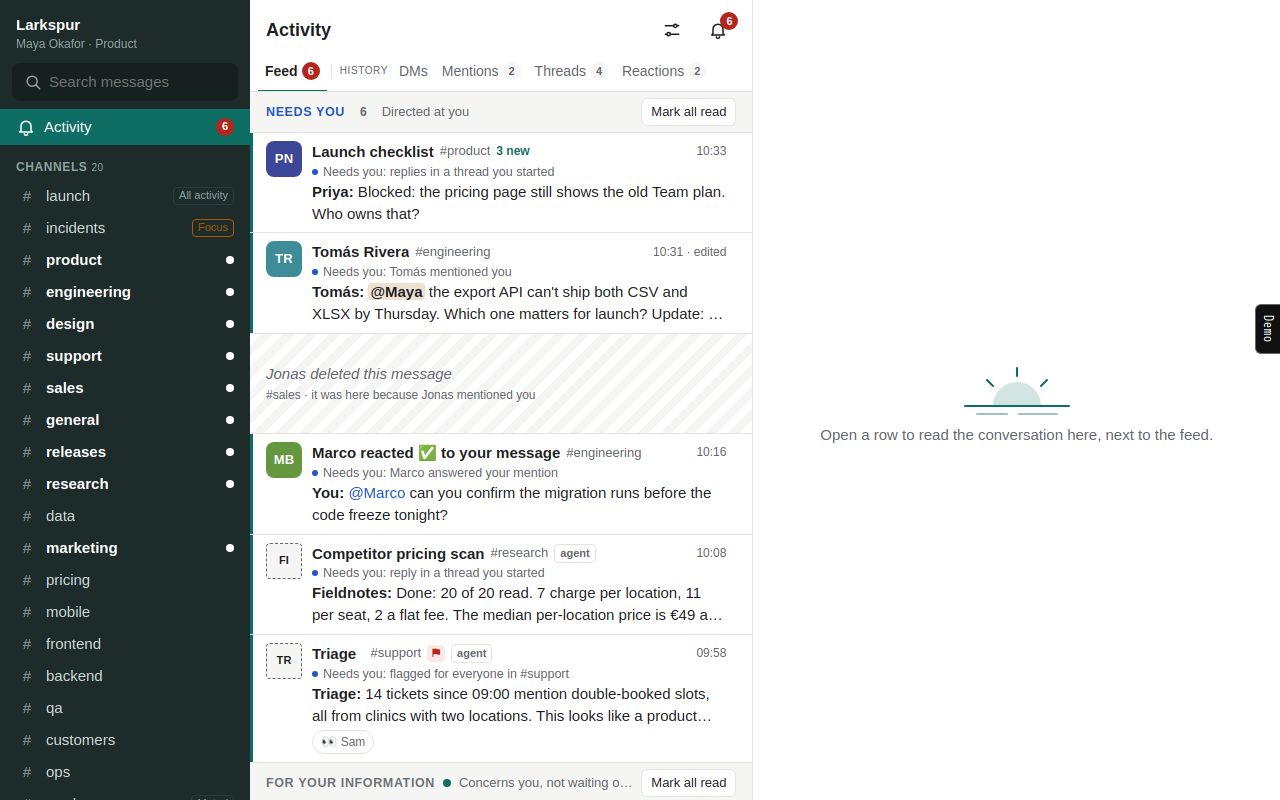 Larkspur
Maya Okafor · Product
Search messages
Activity 6
CHANNELS 20
# launch All activity
# incidents Focus
# product
# engineering
# design
# support
# sales
# general
# releases
# research
# data
# marketing
# pricing
# mobile
# frontend
# backend
# qa
# customers
# ops
Activity
6
Feed 6 HISTORY DMs Mentions 2 Threads 4 Reactions 2
NEEDS YOU 6 Directed at you Mark all read
PN Launch checklist #product 3 new 10:33
Needs you: replies in a thread you started
Priya: Blocked: the pricing page still shows the old Team plan.
Who owns that?
TR Tomás Rivera #engineering 10:31 · edited
Needs you: Tomás mentioned you
Tomás: @Maya the export API can't ship both CSV and
XLSX by Thursday. Which one matters for launch? Update: …
Jonas deleted this message
#sales · it was here because Jonas mentioned you
MB Marco reacted ✅ to your message #engineering 10:16
Needs you: Marco answered your mention
You: @Marco can you confirm the migration runs before the
code freeze tonight?
FI Competitor pricing scan #research agent 10:08
Needs you: reply in a thread you started
Fieldnotes: Done: 20 of 20 read. 7 charge per location, 11
per seat, 2 a flat fee. The median per-location price is €49 a…
TR Triage #support agent 09:58
Needs you: flagged for everyone in #support
Triage: 14 tickets since 09:00 mention double-booked slots,
all from clinics with two locations. This looks like a product…
👀 Sam
FOR YOUR INFORMATION Concerns you, not waiting o… Mark all read
Open a row to read the conversation here, next to the feed.
Demo